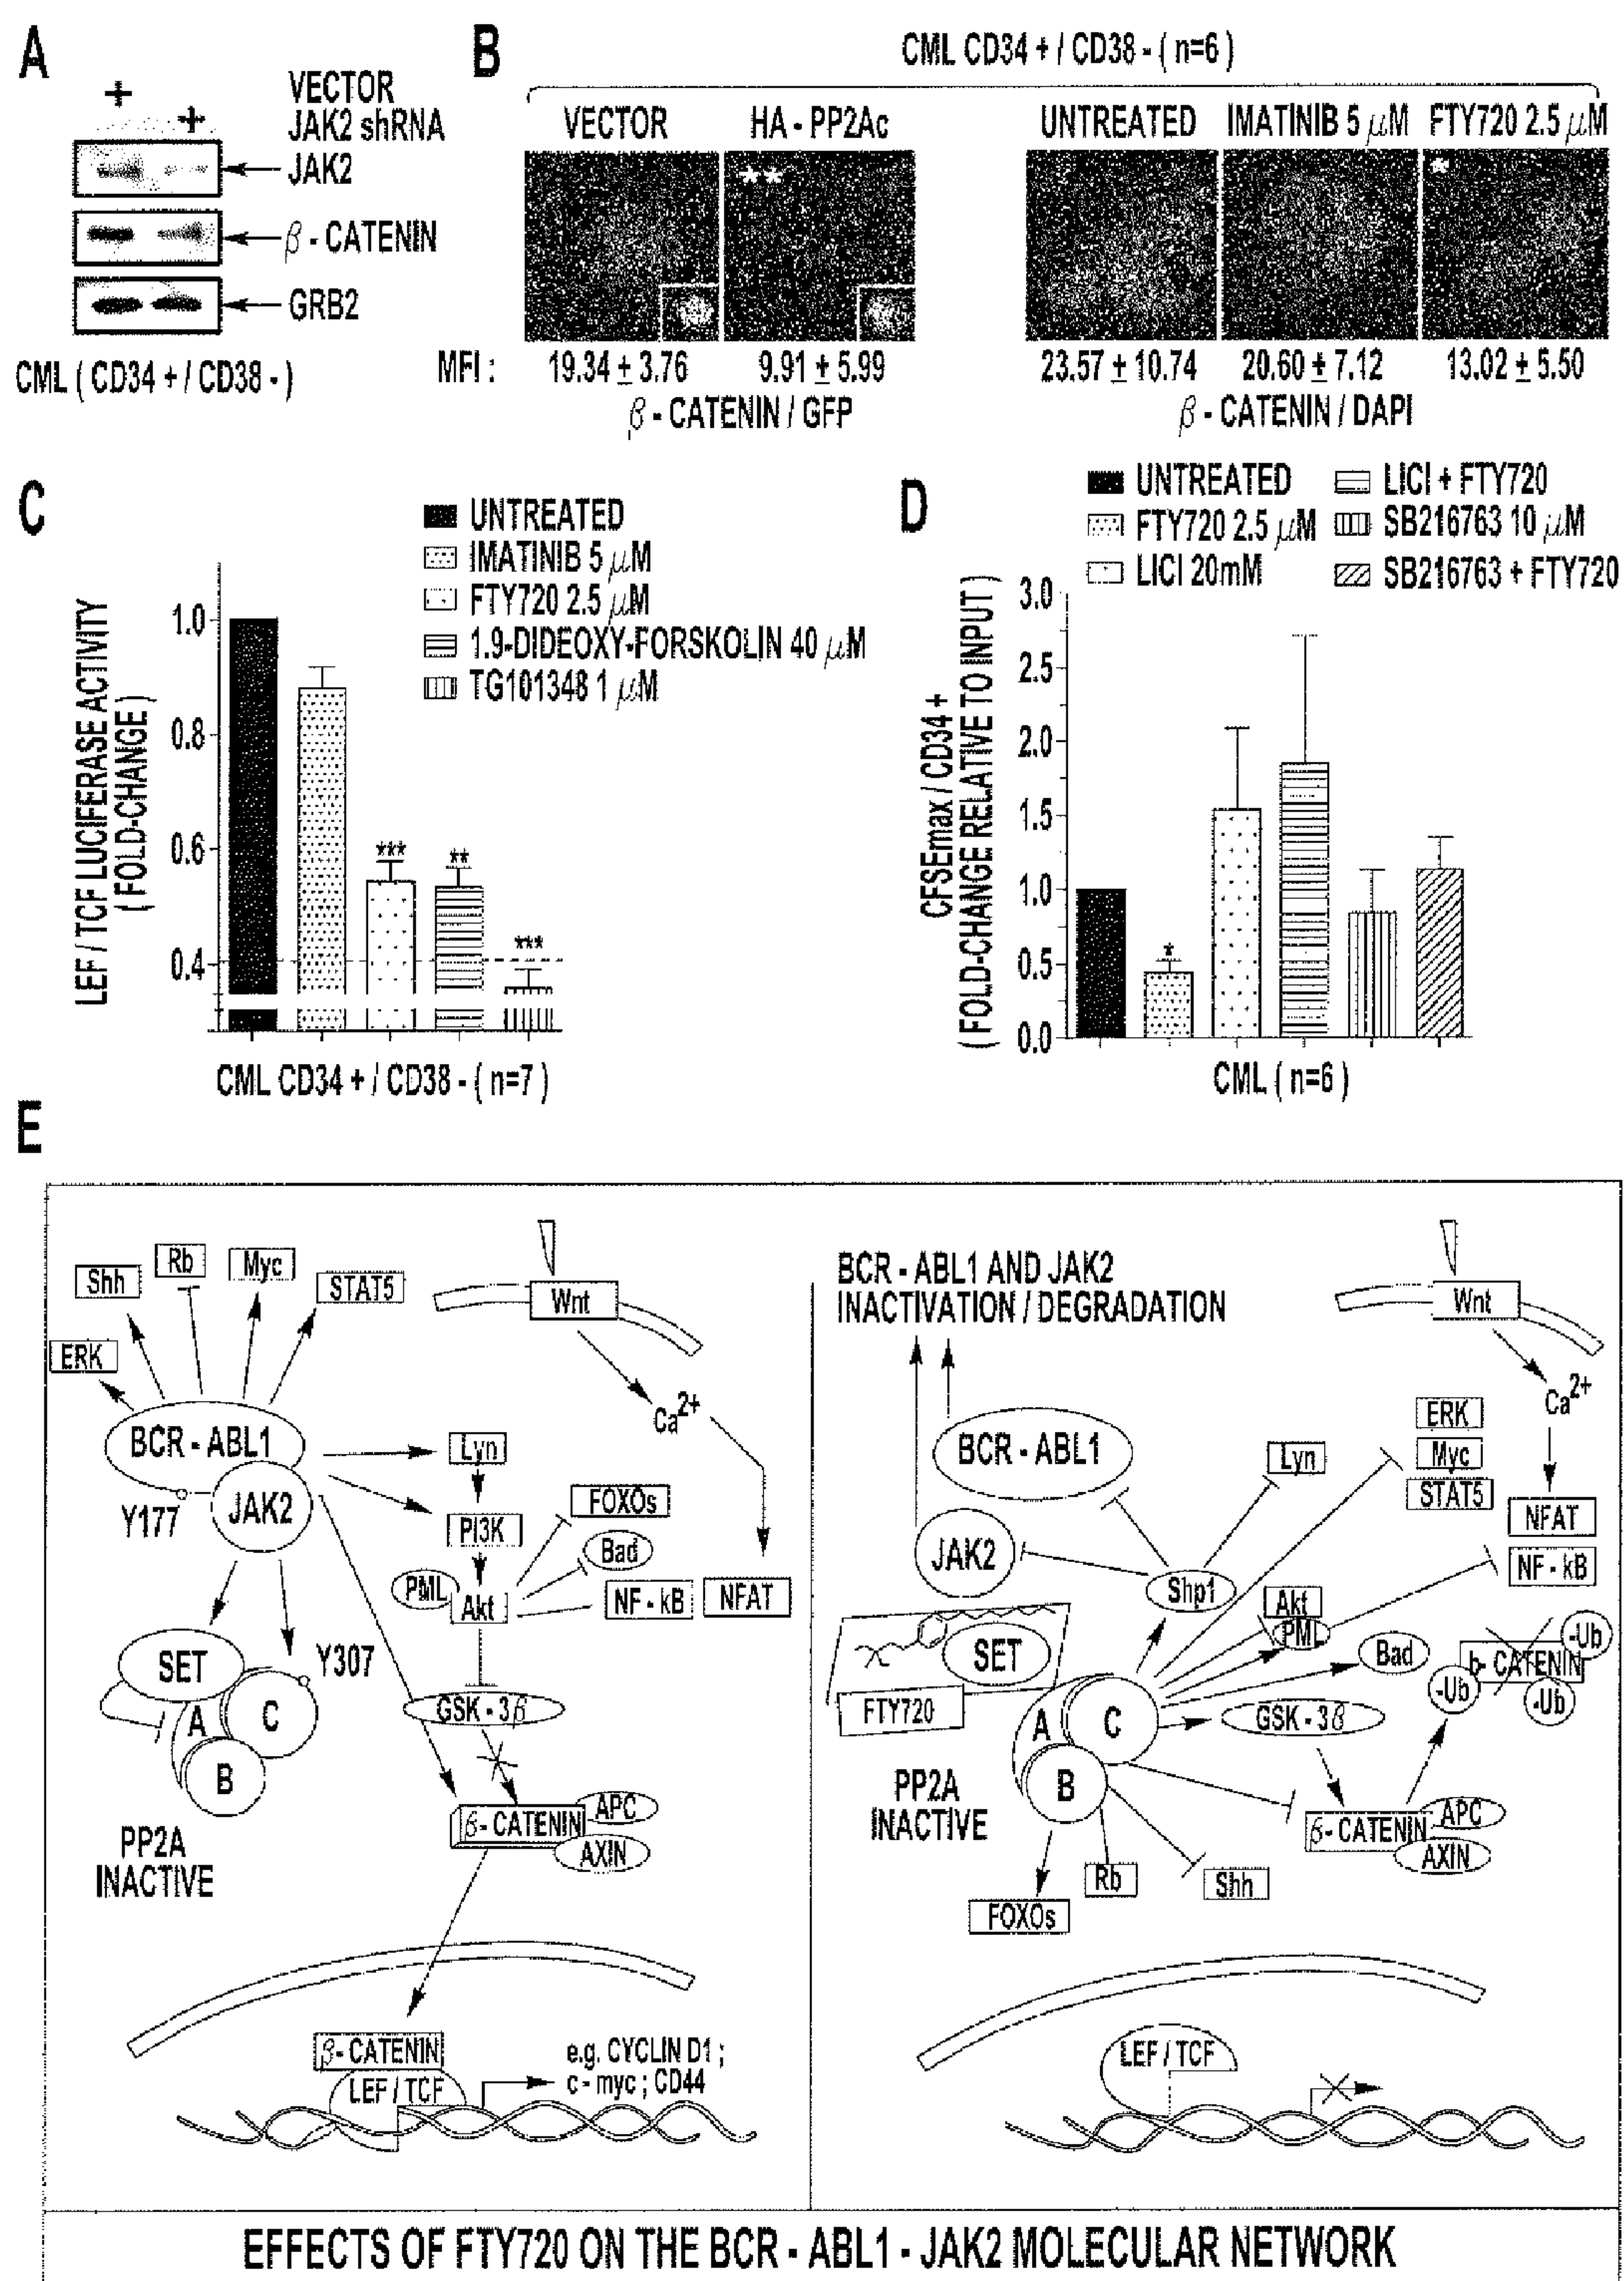 A
+
+
VECTOR
JAK2 shRNA
JAK2
β - CATENIN
GRB2
CML ( CD34 + / CD38 - )
B
CML CD34 + / CD38 - ( n=6 )
VECTOR
HA - PP2Ac
UNTREATED
IMATINIB 5 μM
FTY720 2.5 μM
**
*
MFI :
19.34 ± 3.76
9.91 ± 5.99
23.57 ± 10.74
20.60 ± 7.12
13.02 ± 5.50
β - CATENIN / GFP
β - CATENIN / DAPI
C
UNTREATED
IMATINIB 5 μM
FTY720 2.5 μM
1.9-DIDEOXY-FORSKOLIN 40 μM
TG101348 1 μM
LEF / TCF LUCIFERASE ACTIVITY
( FOLD-CHANGE )
1.0
0.8
0.6
0.4
***
**
***
CML CD34 + / CD38 - ( n=7 )
D
UNTREATED
FTY720 2.5 μM
LICI 20mM
LICI + FTY720
SB216763 10 μM
SB216763 + FTY720
CFSEmax / CD34 +
( FOLD-CHANGE RELATIVE TO INPUT )
3.0
2.5
2.0
1.5
1.0
0.5
0.0
*
CML ( n=6 )
E
Shh
Rb
Myc
STAT5
ERK
BCR - ABL1
JAK2
Y177
Wnt
Ca2+
Lyn
PI3K
PML
Akt
FOXOs
Bad
NF - kB
NFAT
SET
Y307
A
C
B
PP2A
INACTIVE
GSK - 3β
β- CATENIN
APC
AXIN
β- CATENIN
LEF / TCF
e.g. CYCLIN D1 ;
c - myc ; CD44
BCR - ABL1 AND JAK2
INACTIVATION / DEGRADATION
Wnt
Ca2+
BCR - ABL1
Lyn
ERK
Myc
STAT5
NFAT
NF - kB
JAK2
Shp1
Akt
PML
Bad
SET
FTY720
A
C
B
PP2A
INACTIVE
GSK - 3β
b- CATENIN
-Ub
-Ub
-Ub
β- CATENIN
APC
AXIN
FOXOs
Rb
Shh
LEF / TCF
EFFECTS OF FTY720 ON THE BCR - ABL1 - JAK2 MOLECULAR NETWORK